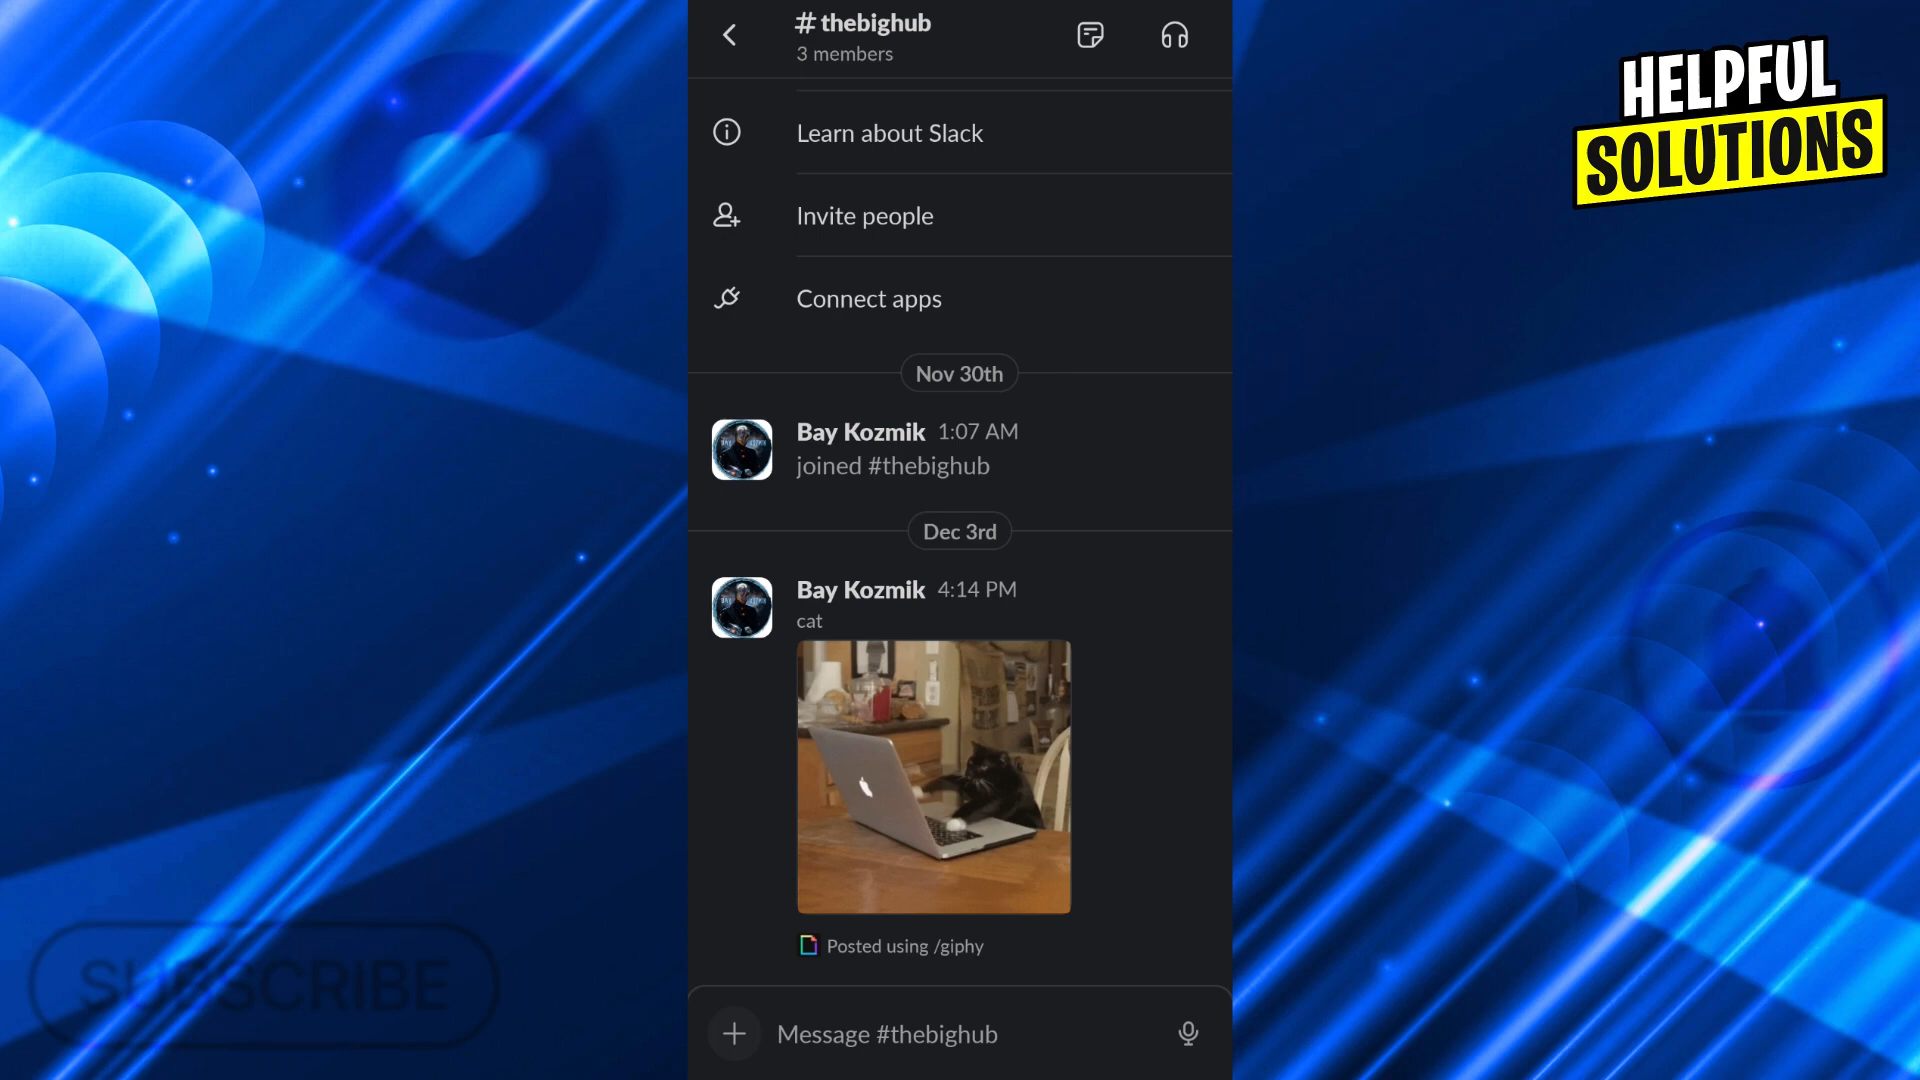 # thebighub
3 members
HELPFUL
SOLUTIONS
Learn about Slack
Invite people
Connect apps
Nov 30th
Bay Kozmik 1:07 AM
joined #thebighub
Dec 3rd
Bay Kozmik 4:14 PM
cat
Posted using /giphy
SUBSCRIBE
Message #thebighub